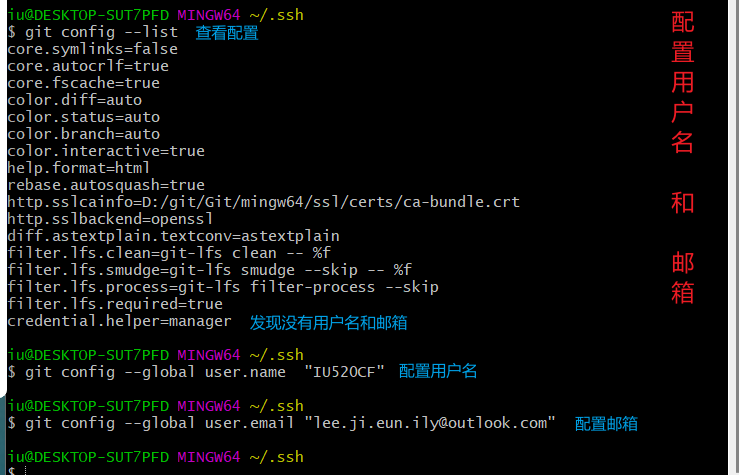 iu@DESKTOP-SUT7PFD MINGW64 ~/.ssh
$ git config --list 查看配置
core.symlinks=false
core.autocrlf=true
core.fscache=true
color.diff=auto
color.status=auto
color.branch=auto
color.interactive=true
help.format=html
rebase.autosquash=true
http.sslcainfo=D:/git/Git/mingw64/ssl/certs/ca-bundle.crt
http.sslbackend=openssl
diff.astextplain.textconv=astextplain
filter.lfs.clean=git-lfs clean -- %f
filter.lfs.smudge=git-lfs smudge --skip -- %f
filter.lfs.process=git-lfs filter-process --skip
filter.lfs.required=true
credential.helper=manager 发现没有用户名和邮箱
iu@DESKTOP-SUT7PFD MINGW64 ~/.ssh
$ git config --global user.name  "IU520CF" 配置用户名
iu@DESKTOP-SUT7PFD MINGW64 ~/.ssh
$ git config --global user.email "lee.ji.eun.ily@outlook.com" 配置邮箱
iu@DESKTOP-SUT7PFD MINGW64 ~/.ssh
$
配置用户名 和 邮箱